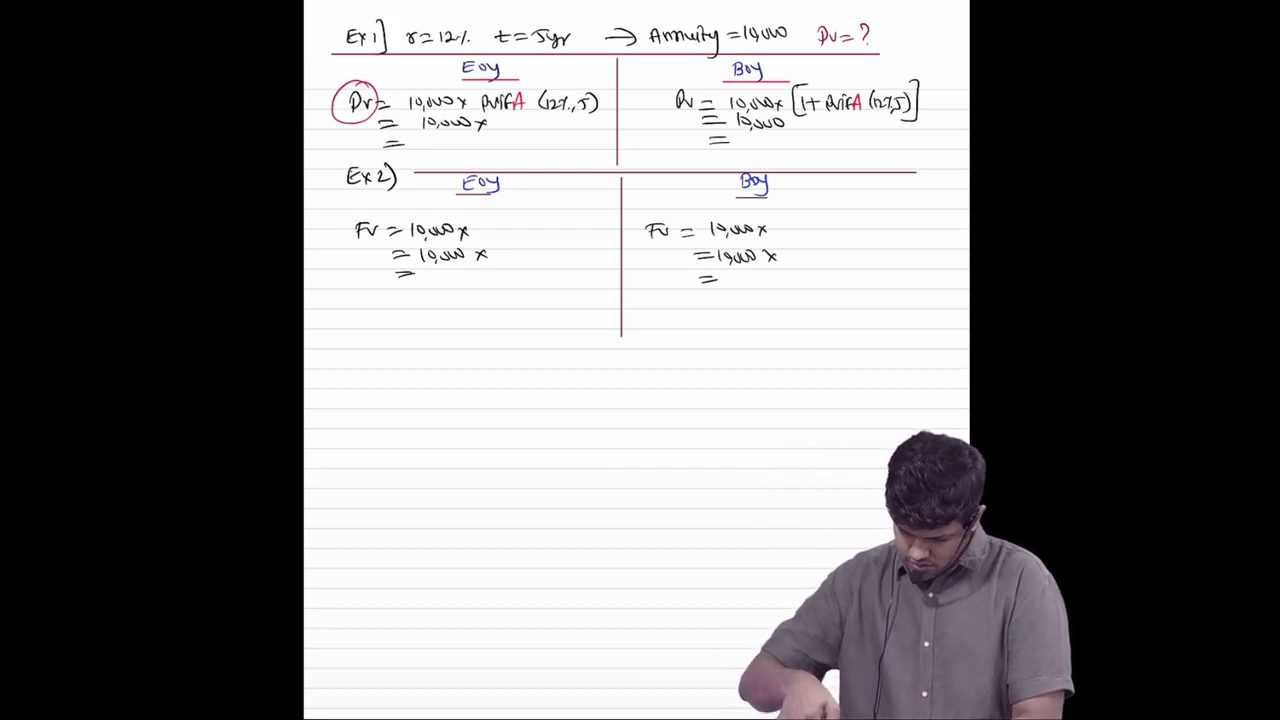 Ex 1] r = 12% t = 5yr → Annuity = 10,000 Pv = ?
Eoy
Pv = 10,000 x PvifA (12%, 5)
= 10,000 x
=
Boy
Pv = 10,000 x [1 + PvifA (12%, 5)]
= 10,000
=
Ex 2)
Eoy
Fv = 10,000 x
= 10,000 x
=
Boy
Fv = 10,000 x
= 10,000 x
=